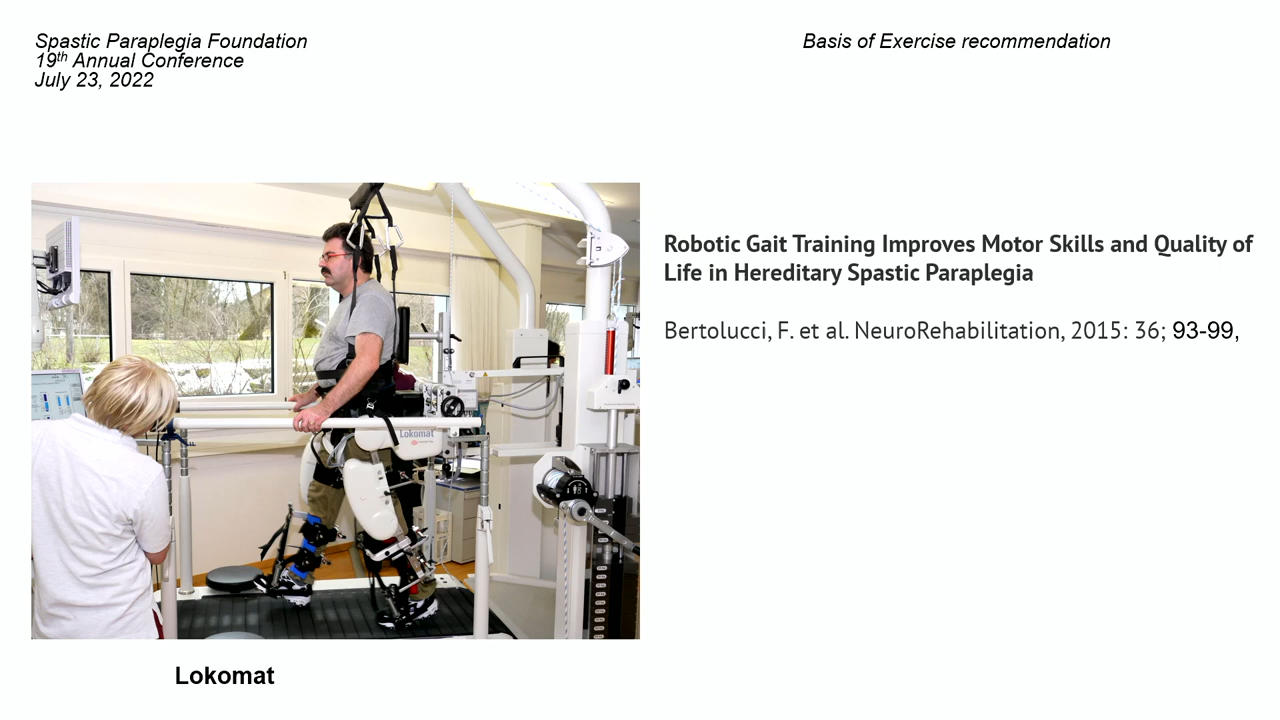 Spastic Paraplegia Foundation
19th Annual Conference
July 23, 2022
Basis of Exercise recommendation
Robotic Gait Training Improves Motor Skills and Quality of
Life in Hereditary Spastic Paraplegia
Bertolucci, F. et al. NeuroRehabilitation, 2015: 36; 93-99,
Lokomat
Lokomat